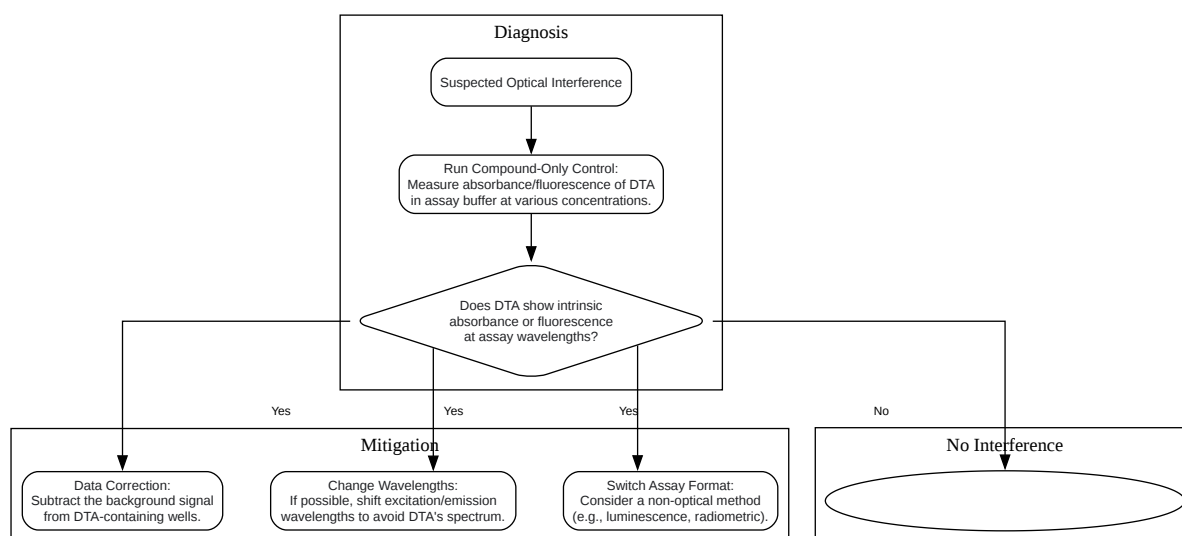 Diagnosis
Suspected Optical Interference
Run Compound-Only Control:
Measure absorbance/fluorescence of DTA
in assay buffer at various concentrations.
Does DTA show intrinsic
absorbance or fluorescence
at assay wavelengths?
Yes
Yes
Yes
No
Mitigation
Data Correction:
Subtract the background signal
from DTA-containing wells.
Change Wavelengths:
If possible, shift excitation/emission
wavelengths to avoid DTA's spectrum.
Switch Assay Format:
Consider a non-optical method
(e.g., luminescence, radiometric).
No Interference